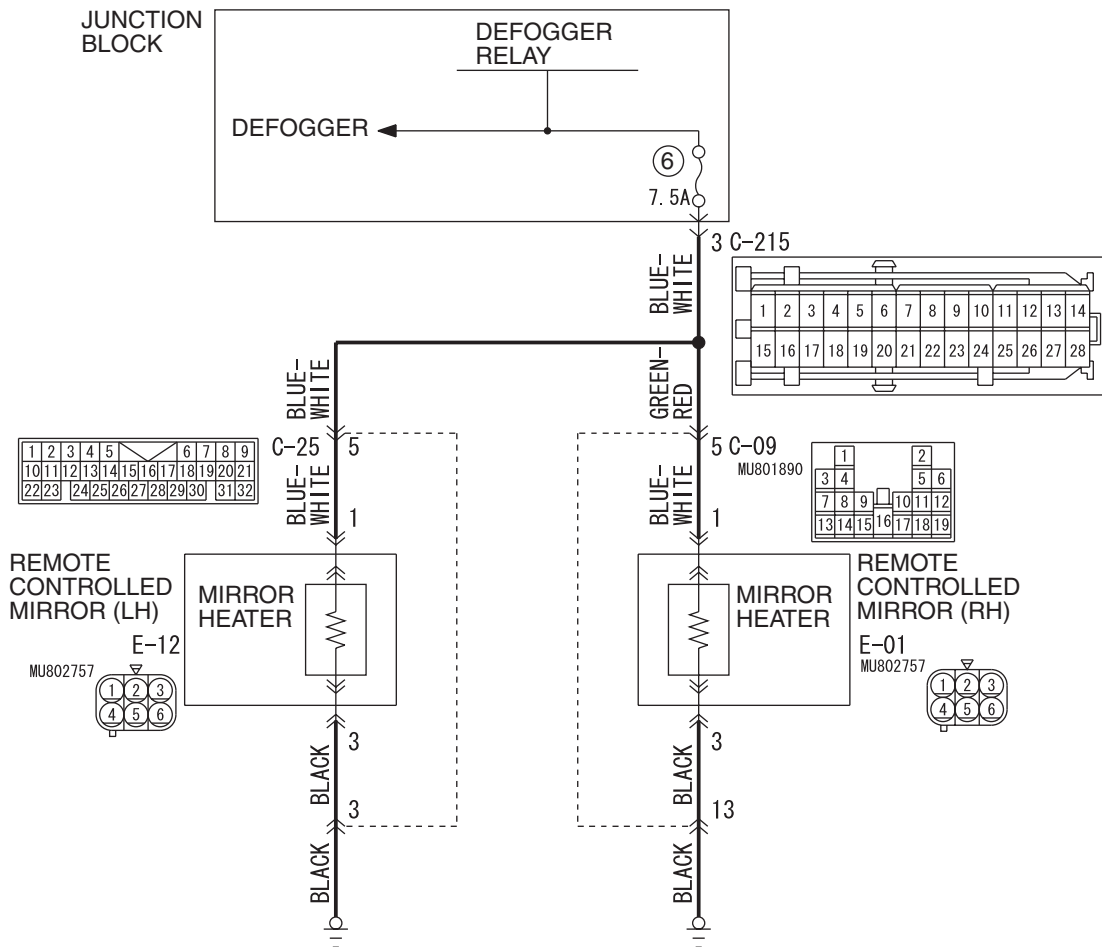 JUNCTION
BLOCK
DEFOGGER
RELAY
DEFOGGER
6
7.5A
3 C-215
BLUE-
WHITE
1 2 3 4 5 6 7 8 9 10 11 12 13 14
15 16 17 18 19 20 21 22 23 24 25 26 27 28
BLUE-
WHITE
GREEN-
RED
1 2 3 4 5 6 7 8 9
10 11 12 13 14 15 16 17 18 19 20 21
22 23 24 25 26 27 28 29 30 31 32
C-25 5
5 C-09
MU801890
1 2
3 4 5 6
7 8 9 10 11 12
13 14 15 16 17 18 19
BLUE-
WHITE
1
BLUE-
WHITE
1
REMOTE
CONTROLLED
MIRROR (LH)
MIRROR
HEATER
E-12
MU802757
1 2 3
4 5 6
MIRROR
HEATER
REMOTE
CONTROLLED
MIRROR (RH)
E-01
MU802757
1 2 3
4 5 6
3
BLACK
3
BLACK
3
BLACK
13
BLACK